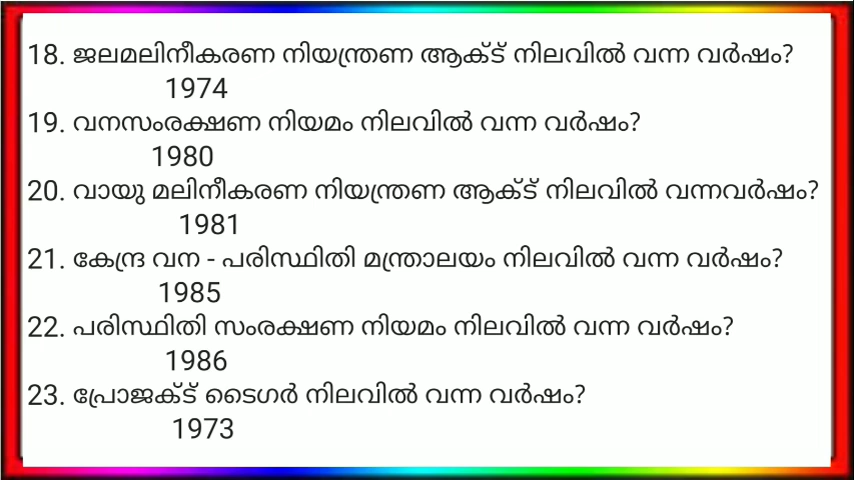 18. ജലമലിനീകരണ നിയന്ത്രണ ആക്ട് നിലവിൽ വന്ന വർഷം?
1974
19. വനസംരക്ഷണ നിയമം നിലവിൽ വന്ന വർഷം?
1980
20. വായു മലിനീകരണ നിയന്ത്രണ ആക്ട് നിലവിൽ വന്നവർഷം?
1981
21. കേന്ദ്ര വന - പരിസ്ഥിതി മന്ത്രാലയം നിലവിൽ വന്ന വർഷം?
1985
22. പരിസ്ഥിതി സംരക്ഷണ നിയമം നിലവിൽ വന്ന വർഷം?
1986
23. പ്രോജക്ട് ടൈഗർ നിലവിൽ വന്ന വർഷം?
1973